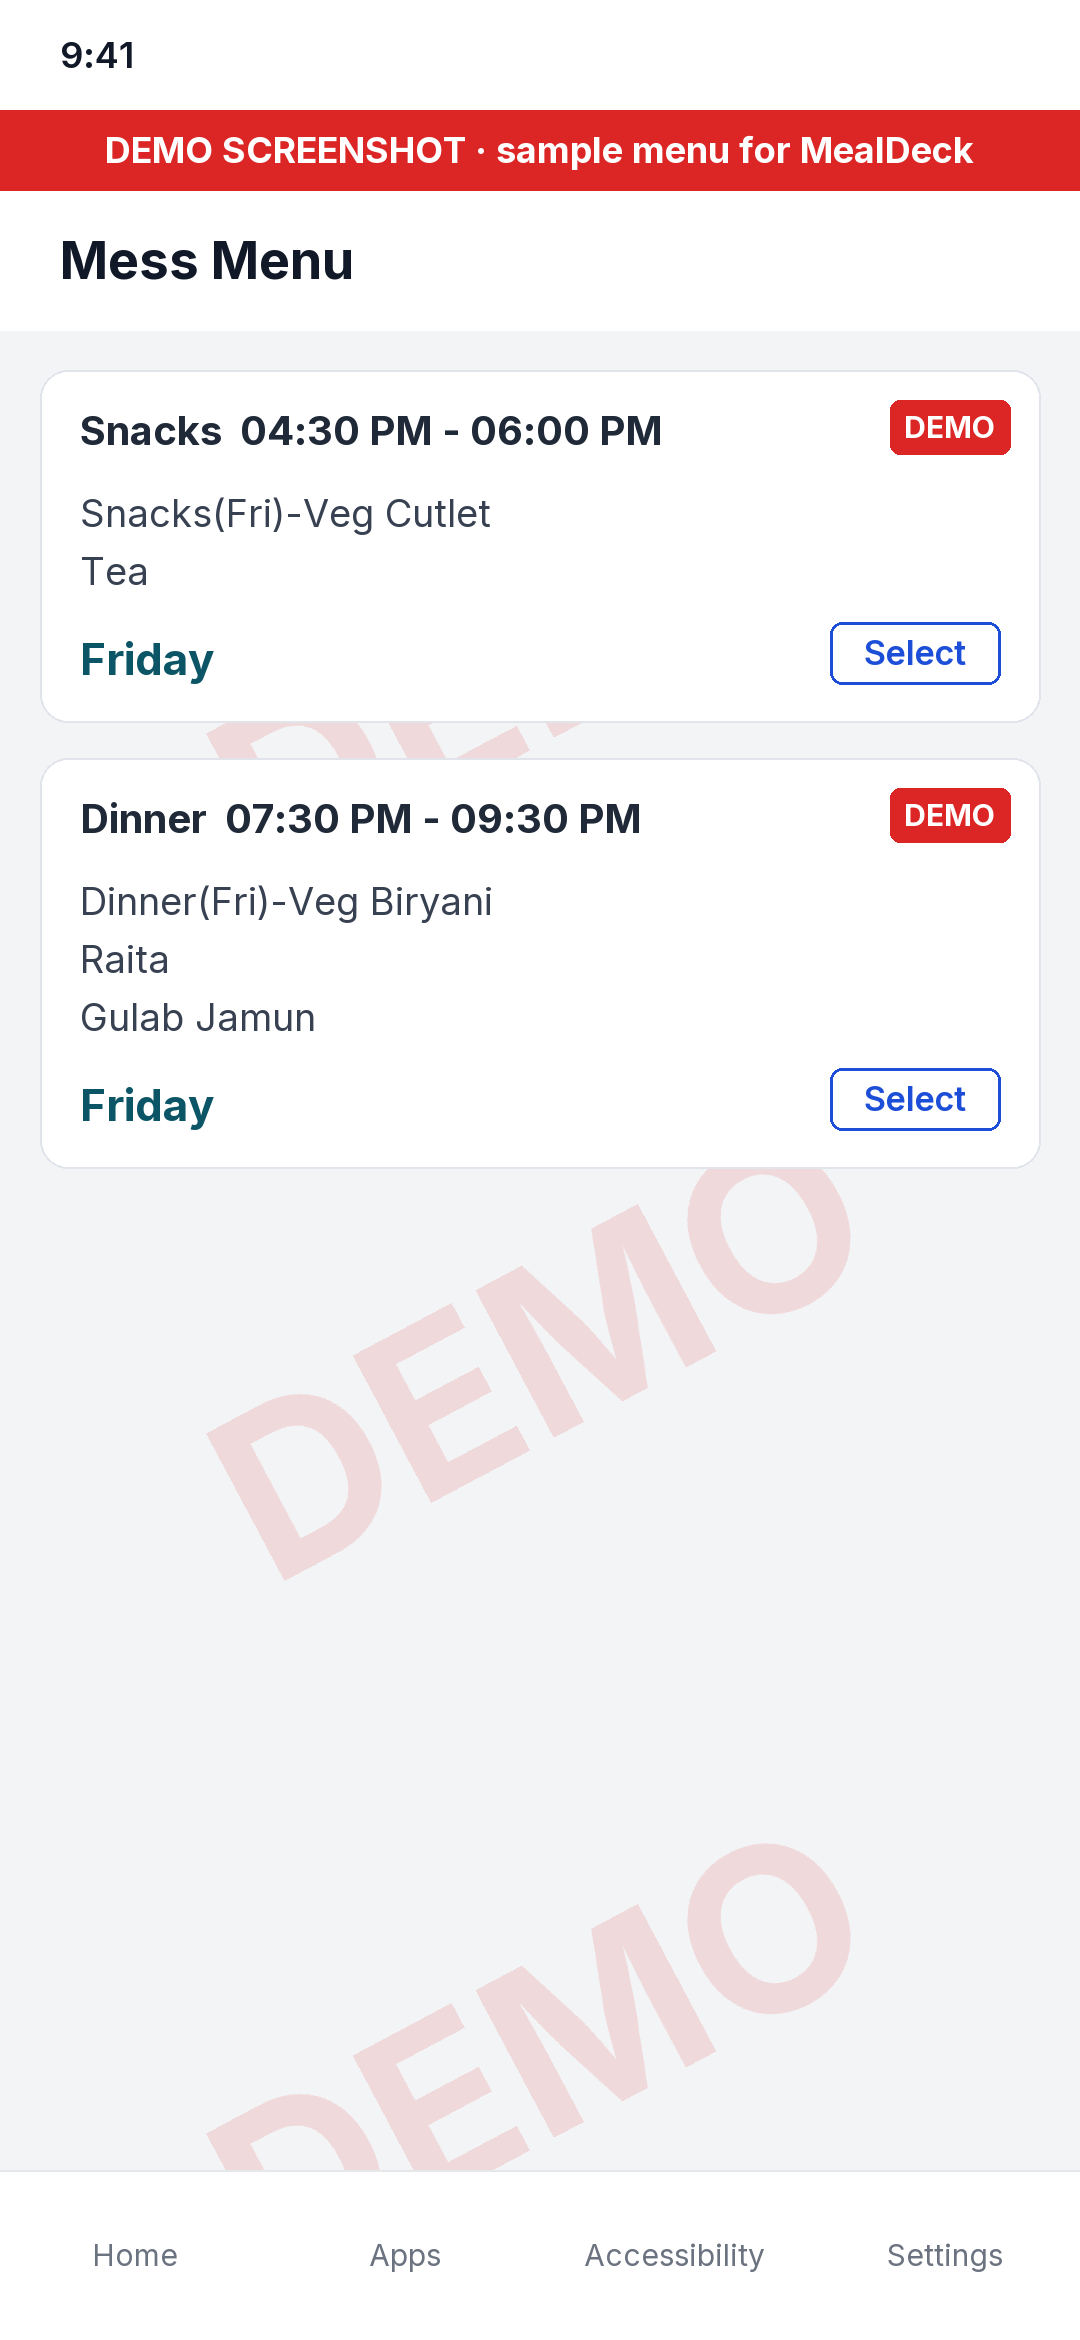 9:41
DEMO SCREENSHOT · sample menu for MealDeck
Mess Menu
Snacks 04:30 PM - 06:00 PM
DEMO
Snacks(Fri)-Veg Cutlet
Tea
Friday
Select
Dinner 07:30 PM - 09:30 PM
DEMO
Dinner(Fri)-Veg Biryani
Raita
Gulab Jamun
Friday
Select
DEMO
DEMO
Home Apps Accessibility Settings